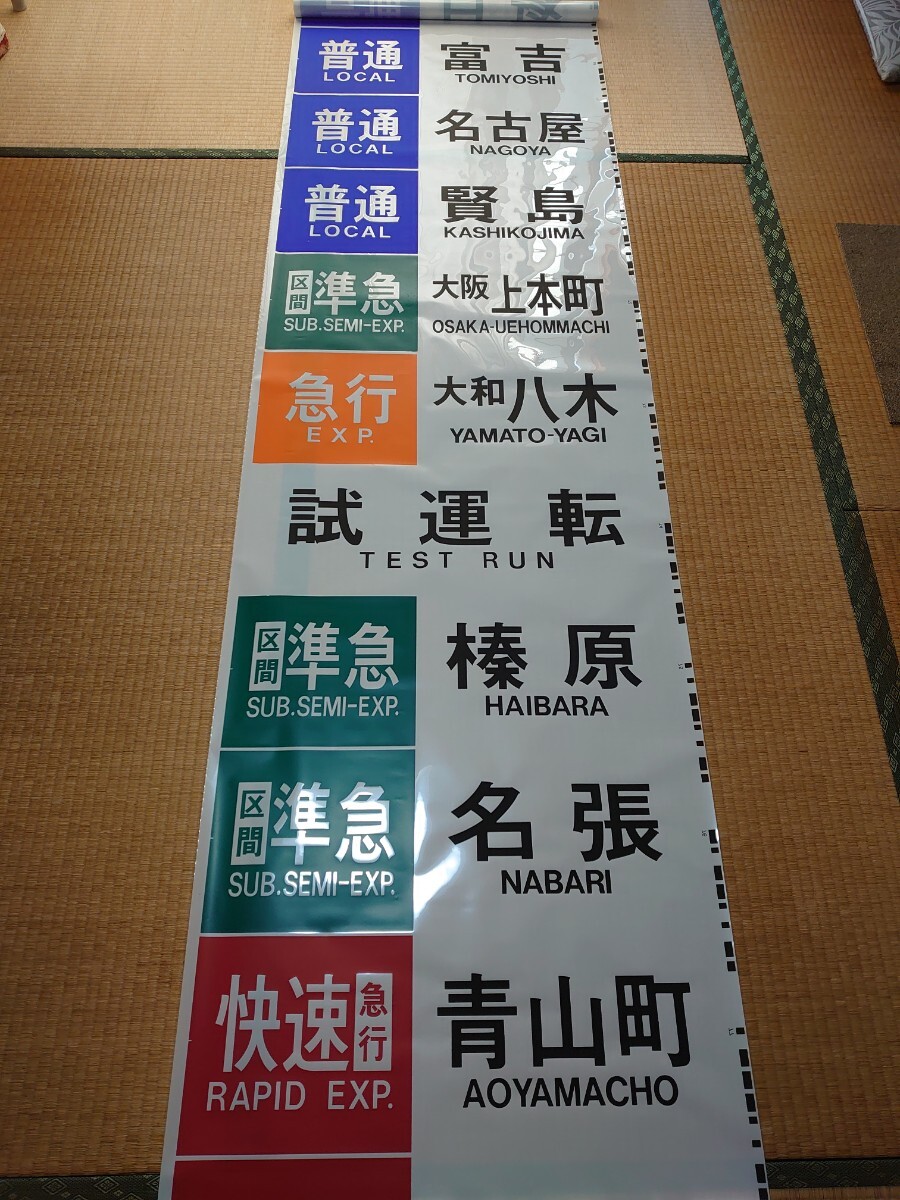 普通 富吉
LOCAL TOMIYOSHI
普通 名古屋
LOCAL NAGOYA
普通 賢島
LOCAL KASHIKOJIMA
区間準急 大阪上本町
SUB.SEMI-EXP. OSAKA-UEHOMMACHI
急行 大和八木
EXP. YAMATO-YAGI
試運転
TEST RUN
区間準急 榛原
SUB.SEMI-EXP. HAIBARA
区間準急 名張
SUB.SEMI-EXP. NABARI
快速急行 青山町
RAPID EXP. AOYAMACHO